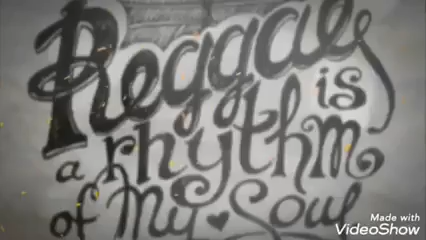 Reggae
is
a rhythm
of My Soul
Made with
VideoShow